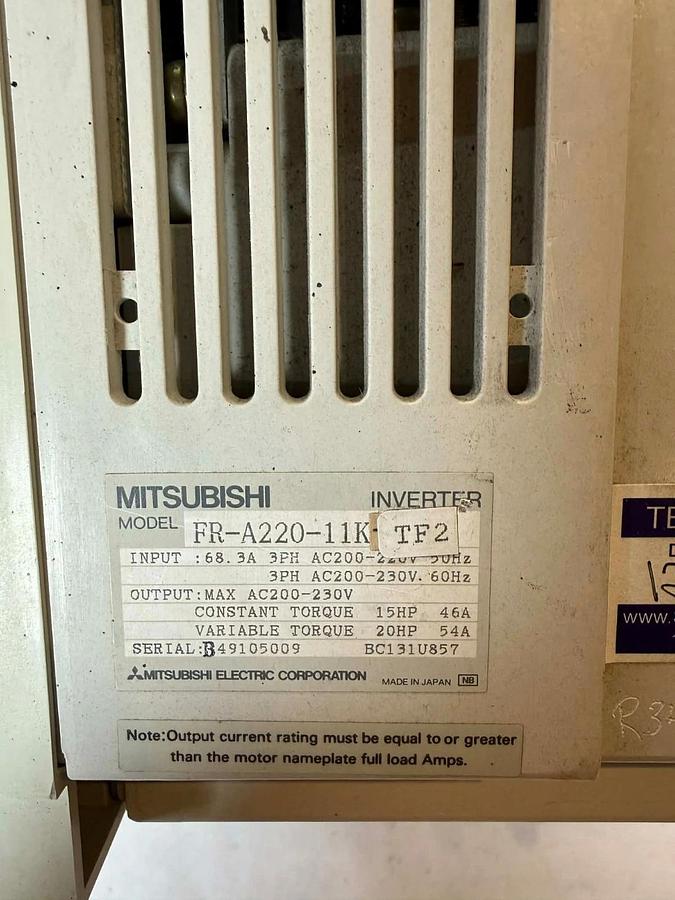 MITSUBISHI INVERTER
MODEL FR-A220-11K- TF2
INPUT :68.3A 3PH AC200-220V 50Hz
3PH AC200-230V. 60Hz
OUTPUT:MAX AC200-230V
CONSTANT TORQUE 15HP 46A
VARIABLE TORQUE 20HP 54A
SERIAL:B49105009 BC131U857
MITSUBISHI ELECTRIC CORPORATION MADE IN JAPAN NB
Note:Output current rating must be equal to or greater
than the motor nameplate full load Amps.
TE
www.
R3